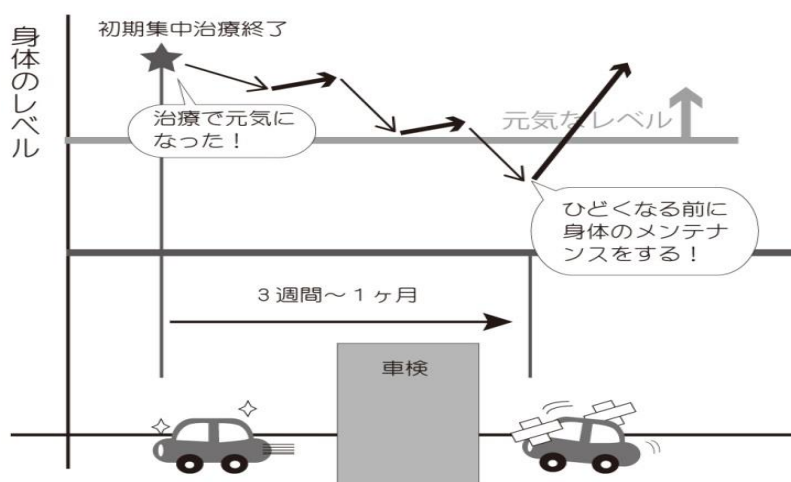 初期集中治療終了
身体のレベル
治療で元気に
なった！
元気なレベル
ひどくなる前に
身体のメンテナ
ンスをする！
３週間～１ヶ月
車検